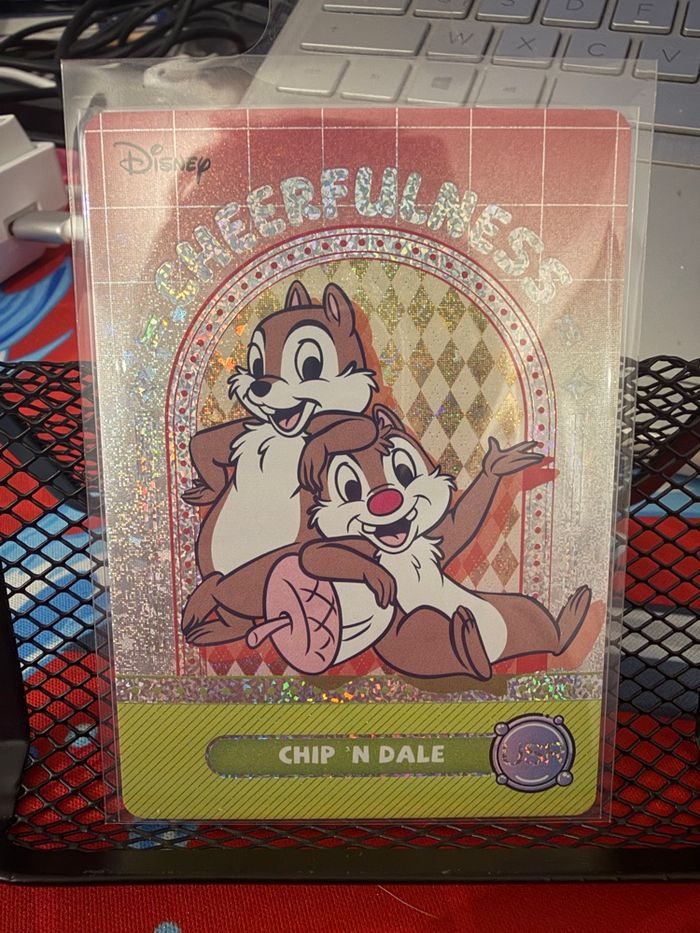 D F
W X C V
Disney
CHEERFULNESS
CHIP 'N DALE
USR